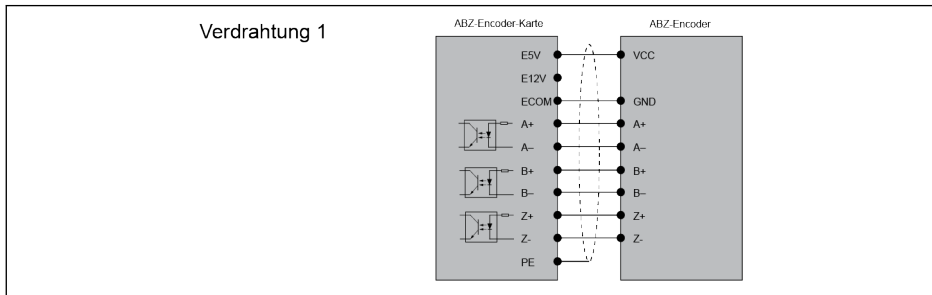 Verdrahtung 1
ABZ-Encoder-Karte
ABZ-Encoder
E5V
VCC
E12V
ECOM
GND
A+
A+
A–
A–
B+
B+
B–
B–
Z+
Z+
Z-
Z-
PE